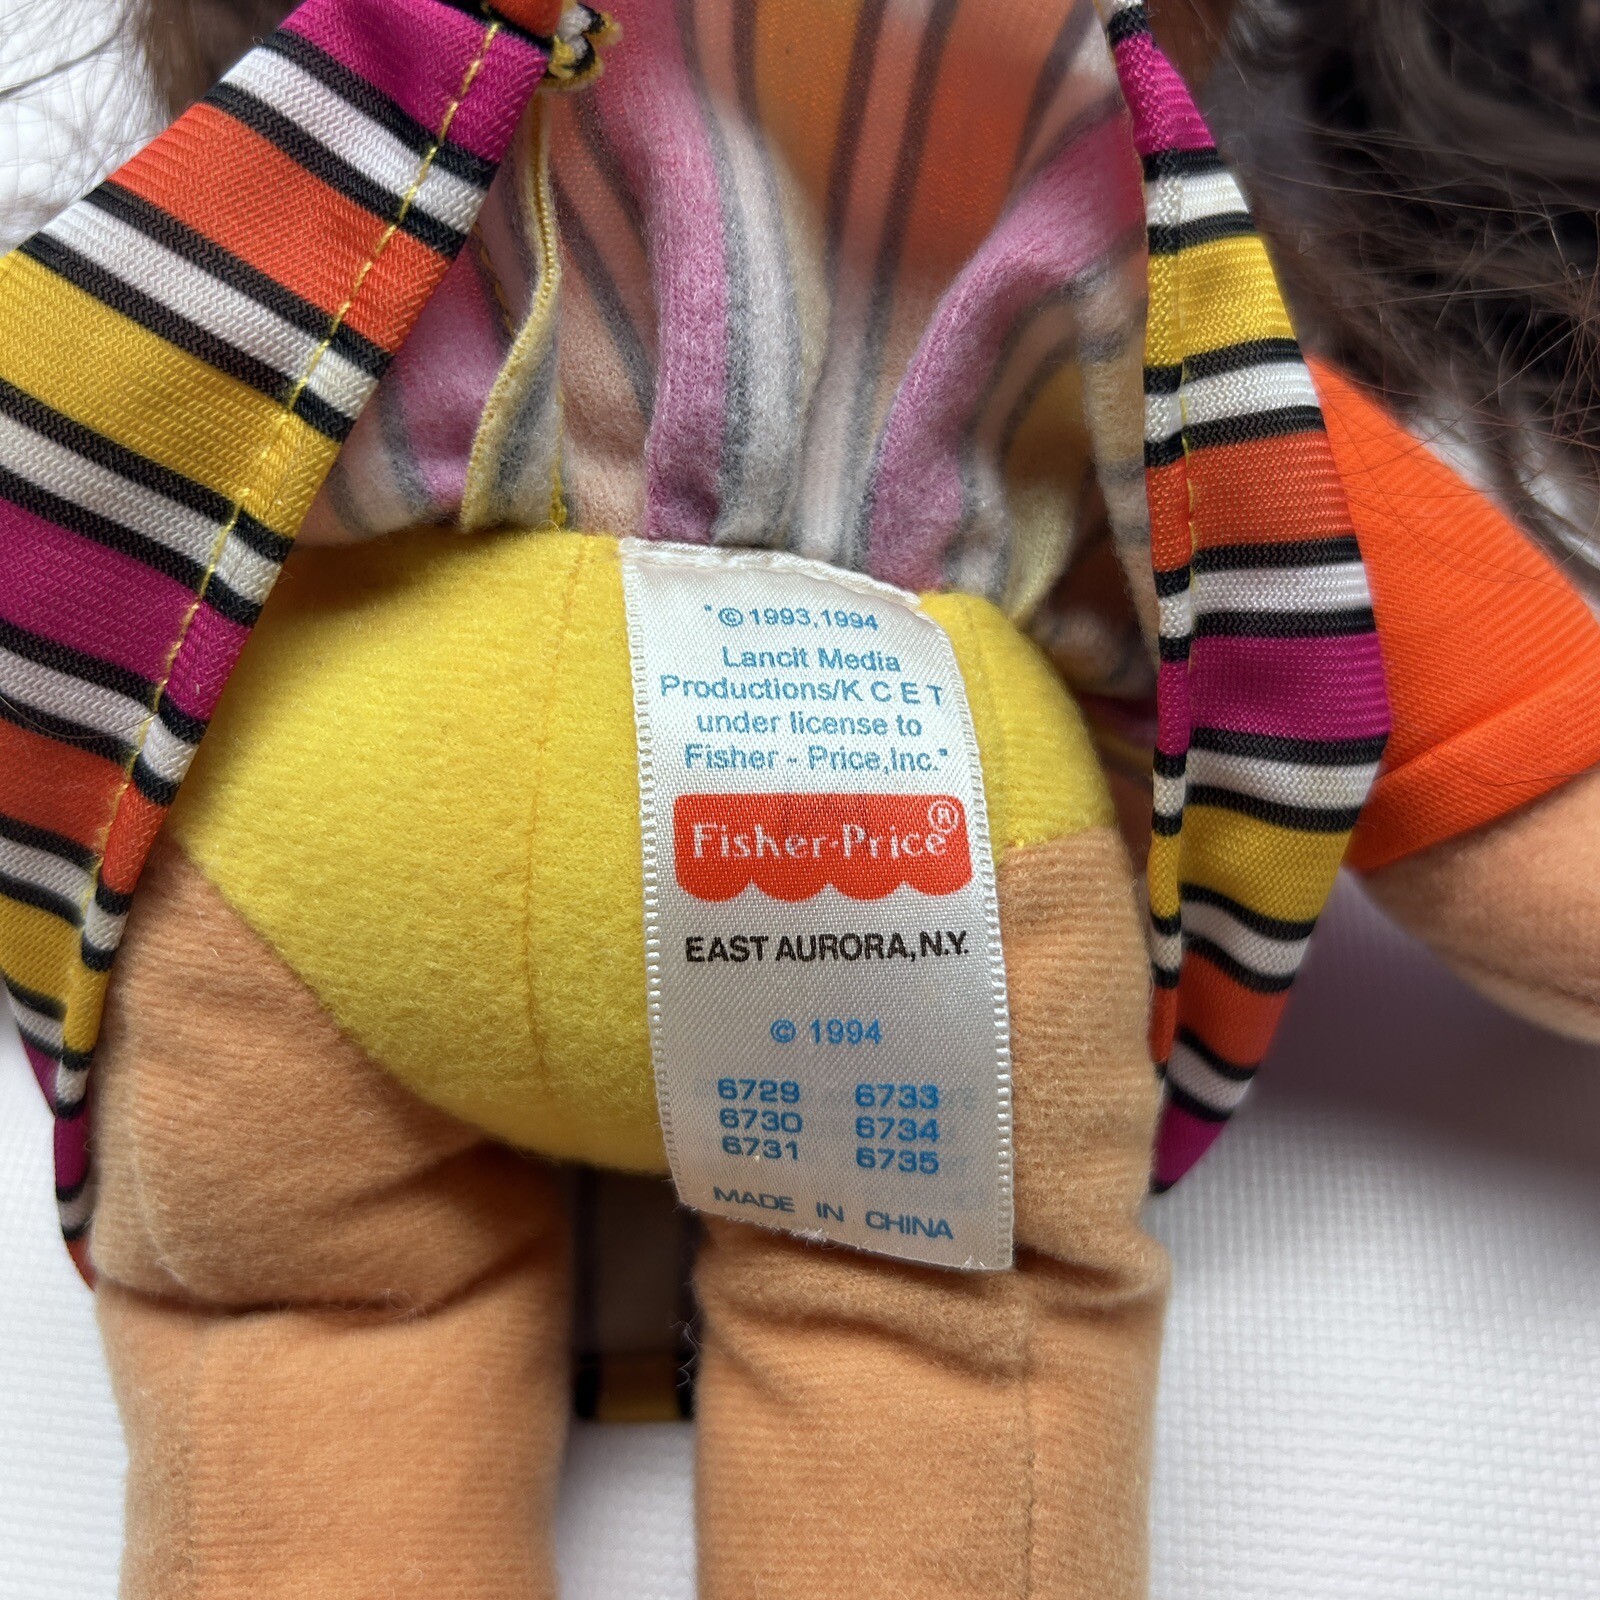 "© 1993,1994
Lancit Media
Productions/K C E T
under license to
Fisher - Price,Inc."
Fisher-Price®
EAST AURORA, N.Y.
© 1994
6729 6733
6730 6734
6731 6735
MADE IN CHINA